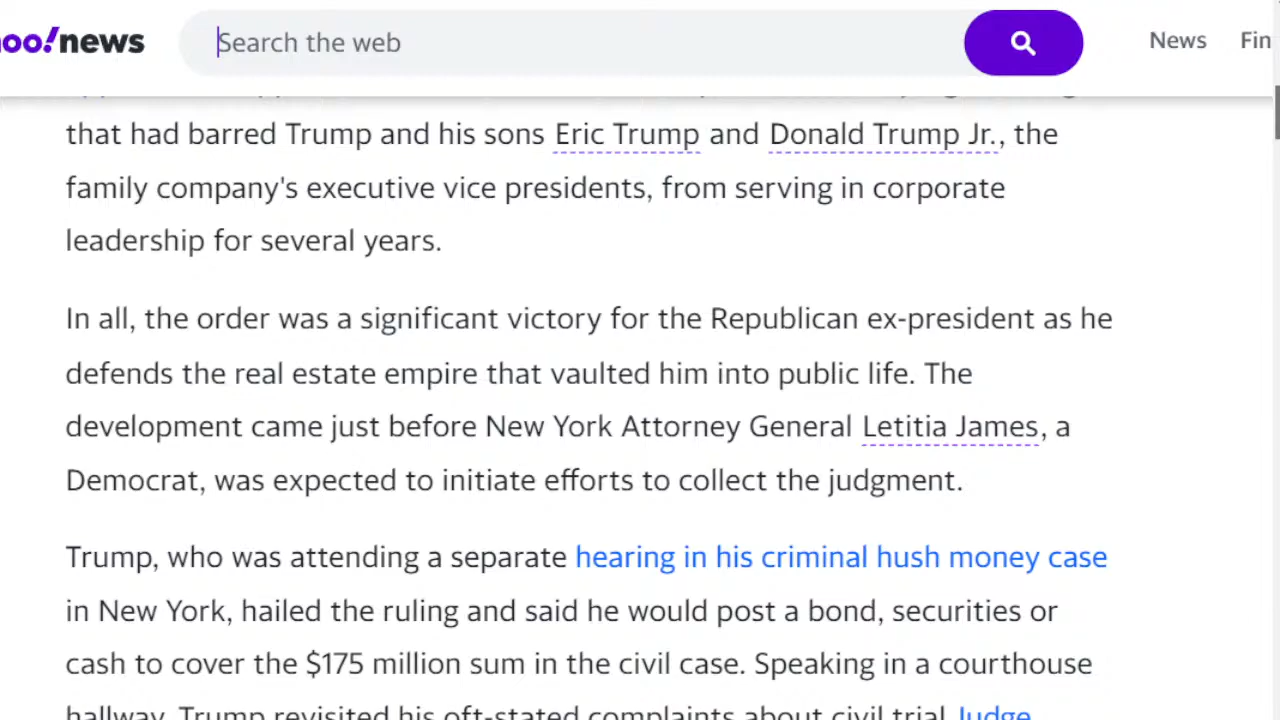 oo!news
Search the web
News
Fin
that had barred Trump and his sons Eric Trump and Donald Trump Jr., the
family company's executive vice presidents, from serving in corporate
leadership for several years.
In all, the order was a significant victory for the Republican ex-president as he
defends the real estate empire that vaulted him into public life. The
development came just before New York Attorney General Letitia James, a
Democrat, was expected to initiate efforts to collect the judgment.
Trump, who was attending a separate hearing in his criminal hush money case
in New York, hailed the ruling and said he would post a bond, securities or
cash to cover the $175 million sum in the civil case. Speaking in a courthouse
hallway, Trump revisited his oft-stated complaints about civil trial Judge